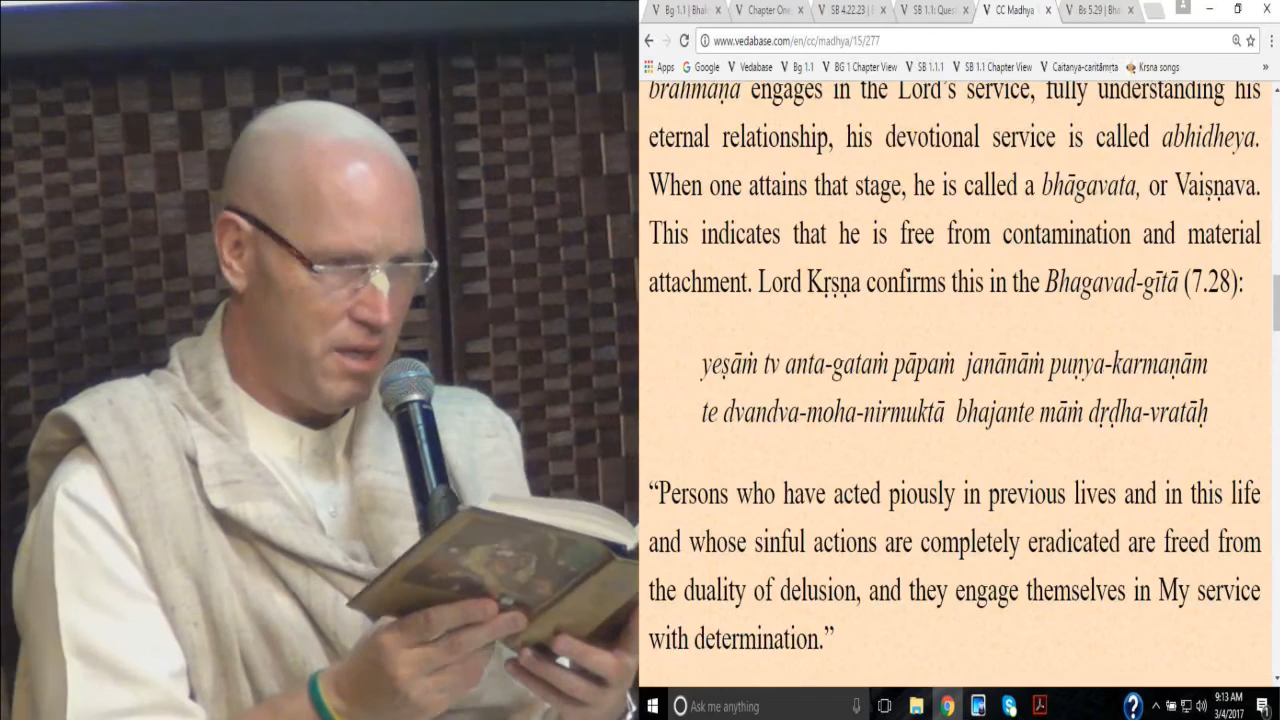 Bg 1.1 | Bhak
Chapter One
SB 4.22.23 | 
SB 1.1: Ques
CC Madhya
Bs 5.29 | Bha
www.vedabase.com/en/cc/madhya/15/277
Apps Google Vedabase Bg 1.1 BG 1 Chapter View SB 1.1.1 SB 1.1 Chapter View Caitanya-caritāmṛta Krsna songs »
brāhmaṇa engages in the Lord’s service, fully understanding his
eternal relationship, his devotional service is called abhidheya.
When one attains that stage, he is called a bhāgavata, or Vaiṣṇava.
This indicates that he is free from contamination and material
attachment. Lord Kṛṣṇa confirms this in the Bhagavad-gītā (7.28):
yeṣāṁ tv anta-gataṁ pāpaṁ janānāṁ puṇya-karmaṇām
te dvandva-moha-nirmuktā bhajante māṁ dṛḍha-vratāḥ
“Persons who have acted piously in previous lives and in this life
and whose sinful actions are completely eradicated are freed from
the duality of delusion, and they engage themselves in My service
with determination.”
Ask me anything
9:13 AM
3/4/2017